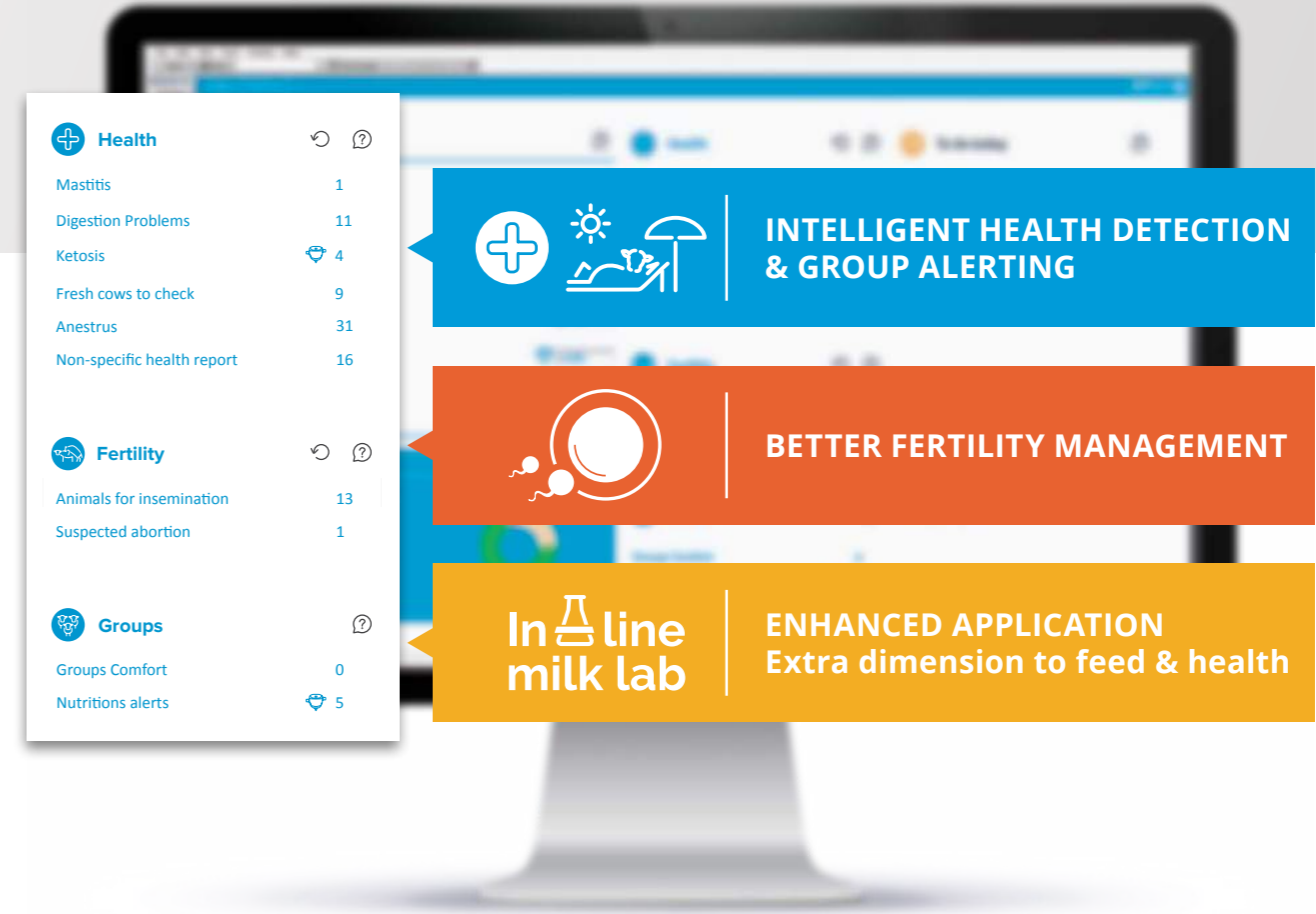 Health
Mastitis 1
Digestion Problems 11
Ketosis 4
Fresh cows to check 9
Anestrus 31
Non-specific health report 16
Fertility
Animals for insemination 13
Suspected abortion 1
Groups
Groups Comfort 0
Nutritions alerts 5
INTELLIGENT HEALTH DETECTION
& GROUP ALERTING
BETTER FERTILITY MANAGEMENT
In line
milk lab
ENHANCED APPLICATION
Extra dimension to feed & health